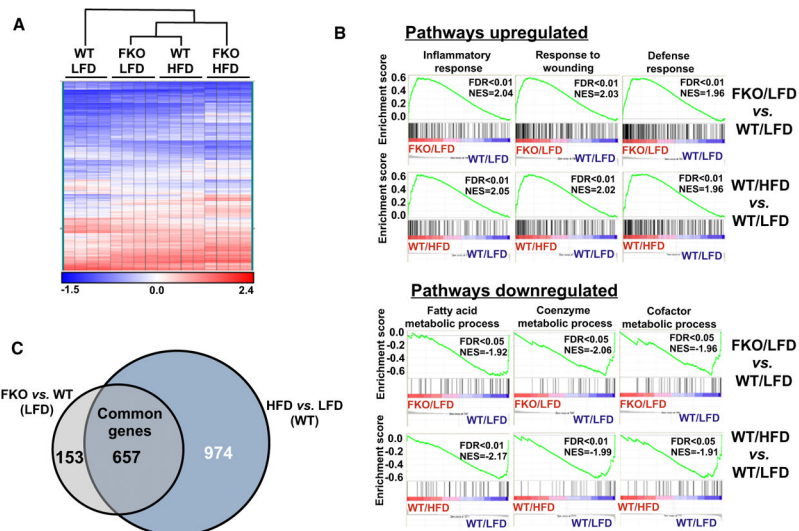 A
WT FKO WT FKO
LFD LFD HFD HFD
-1.5 0.0 2.4
B
Pathways upregulated
Inflammatory response
Response to wounding
Defense response
Enrichment score
0.6
0.4
0.2
0.0
FDR<0.01
NES=2.04
FKO/LFD
WT/LFD
FDR<0.01
NES=2.03
FKO/LFD
WT/LFD
FDR<0.01
NES=1.96
FKO/LFD
WT/LFD
FKO/LFD
vs.
WT/LFD
Enrichment score
0.6
0.4
0.2
0.0
FDR<0.01
NES=2.05
WT/HFD
WT/LFD
FDR<0.01
NES=2.02
WT/HFD
WT/LFD
FDR<0.01
NES=1.96
WT/HFD
WT/LFD
WT/HFD
vs.
WT/LFD
Pathways downregulated
Fatty acid metabolic process
Coenzyme metabolic process
Cofactor metabolic process
Enrichment score
0.0
-0.2
-0.4
-0.6
FDR<0.05
NES=-1.92
FKO/LFD
WT/LFD
FDR<0.05
NES=-2.06
FKO/LFD
WT/LFD
FDR<0.05
NES=-1.96
FKO/LFD
WT/LFD
FKO/LFD
vs.
WT/LFD
Enrichment score
0.0
-0.2
-0.4
-0.6
FDR<0.01
NES=-2.17
WT/HFD
WT/LFD
FDR<0.01
NES=-1.99
WT/HFD
WT/LFD
FDR<0.05
NES=-1.91
WT/HFD
WT/LFD
WT/HFD
vs.
WT/LFD
C
FKO vs. WT
(LFD)
Common
genes
HFD vs. LFD
(WT)
153
657
974